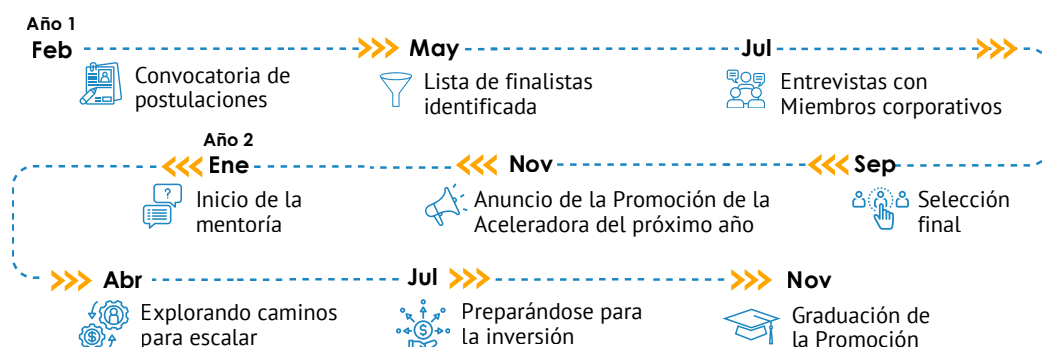 Año 1
Feb
May
Jul
Convocatoria de
postulaciones
Lista de finalistas
identificada
Entrevistas con
Miembros corporativos
Año 2
Ene
Nov
Sep
?
Inicio de la
mentoría
Anuncio de la Promoción de la
Aceleradora del próximo año
Selección
final
Abr
Jul
Nov
Explorando caminos
para escalar
$
Preparándose para
la inversión
$
Graduación de
la Promoción